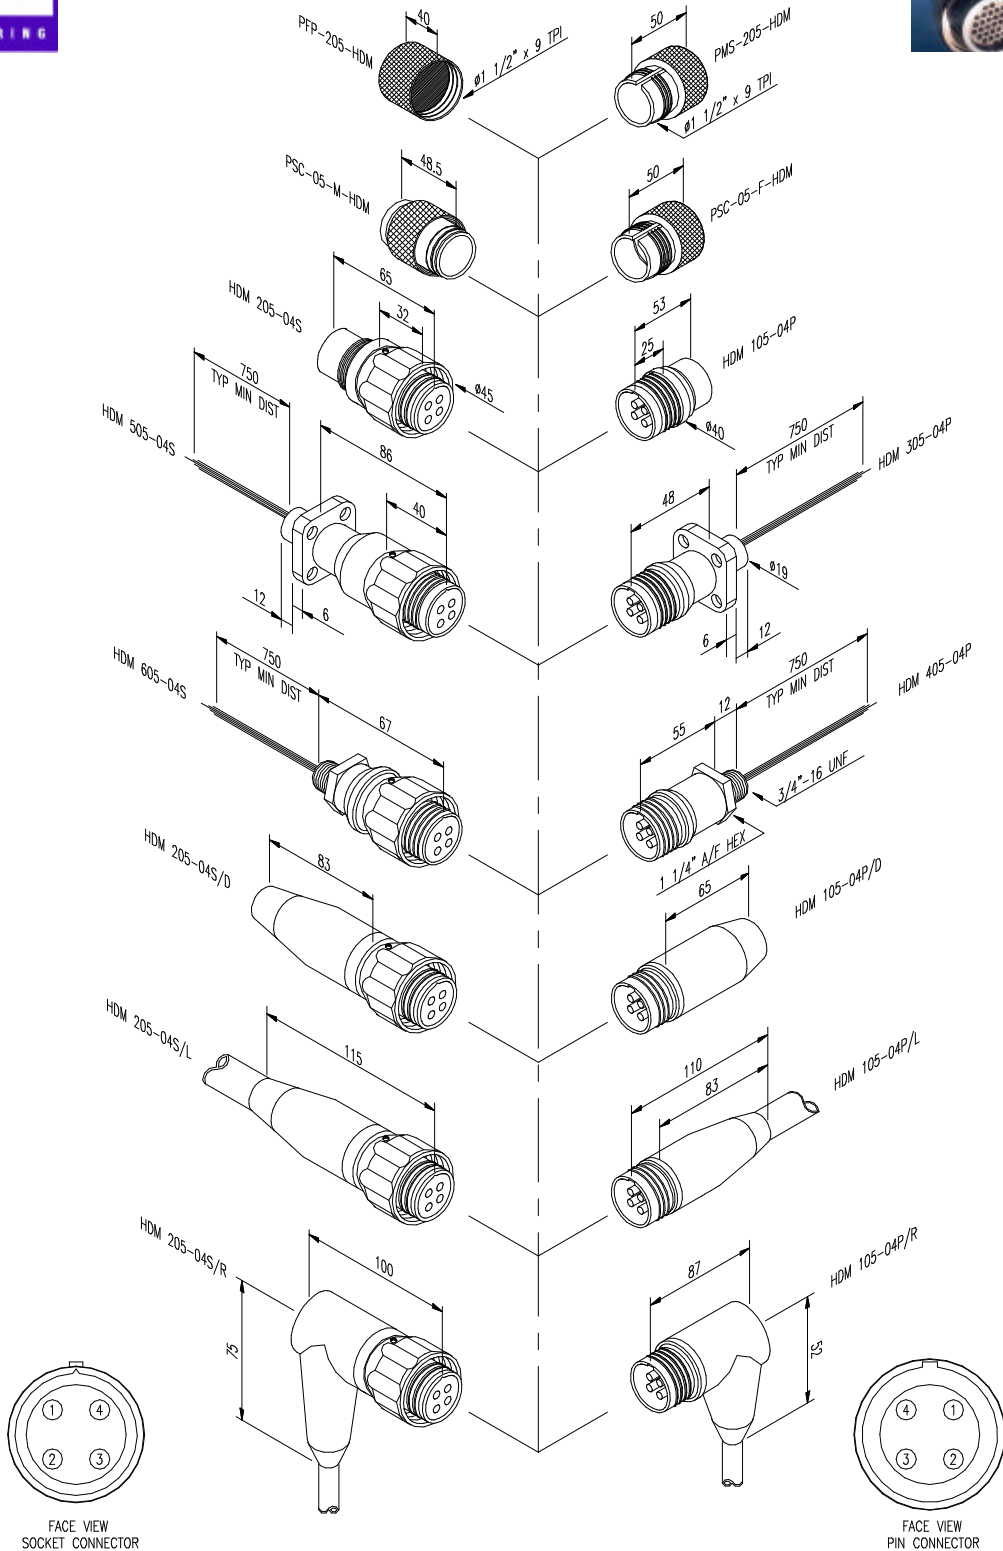 RING
PFP-205-HDM
40
ø1 1/2" x 9 TPI
50
PMS-205-HDM
ø1 1/2" x 9 TPI
PSC-05-M-HDM
48.5
50
PSC-05-F-HDM
HDM 205-04S
65
32
ø45
53
25
HDM 105-04P
ø40
HDM 505-04S
750
TYP MIN DIST
86
40
12
6
48
750
TYP MIN DIST
HDM 305-04P
ø19
6
12
HDM 605-04S
750
TYP MIN DIST
67
55
12
750
TYP MIN DIST
HDM 405-04P
3/4"-16 UNF
1 1/4" A/F HEX
HDM 205-04S/D
83
65
HDM 105-04P/D
HDM 205-04S/L
115
110
83
HDM 105-04P/L
HDM 205-04S/R
100
75
87
52
HDM 105-04P/R
1 4
2 3
FACE VIEW
SOCKET CONNECTOR
4 1
3 2
FACE VIEW
PIN CONNECTOR